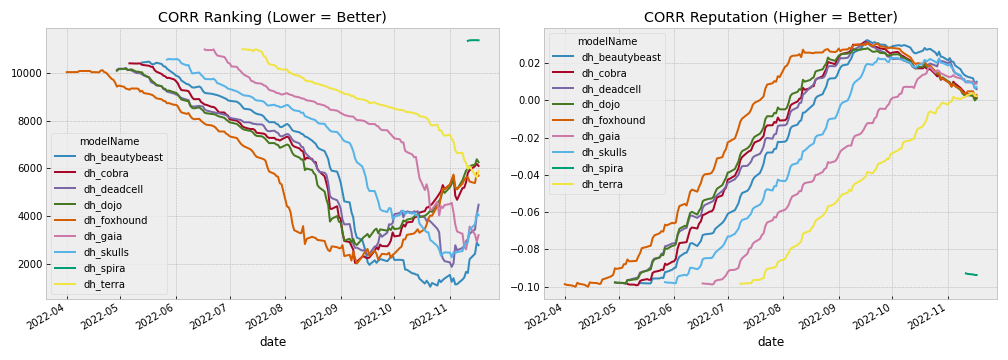 CORR Ranking (Lower = Better)
10000
8000
6000
4000
2000
modelName
dh_beautybeast
dh_cobra
dh_deadcell
dh_dojo
dh_foxhound
dh_gaia
dh_skulls
dh_spira
dh_terra
2022-04
2022-05
2022-06
2022-07
2022-08
2022-09
2022-10
2022-11
date
CORR Reputation (Higher = Better)
0.02
0.00
−0.02
−0.04
−0.06
−0.08
−0.10
modelName
dh_beautybeast
dh_cobra
dh_deadcell
dh_dojo
dh_foxhound
dh_gaia
dh_skulls
dh_spira
dh_terra
2022-04
2022-05
2022-06
2022-07
2022-08
2022-09
2022-10
2022-11
date